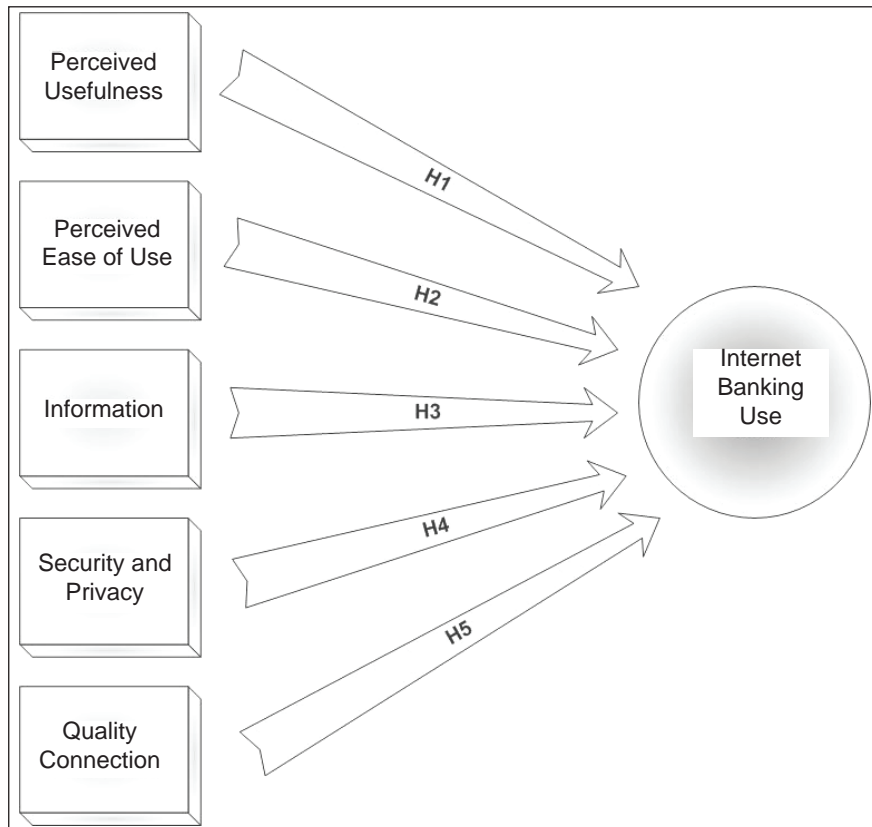 Perceived
Usefulness
H1
Perceived
Ease of Use
H2
Information
H3
Internet
Banking
Use
Security and
Privacy
H4
Quality
Connection
H5